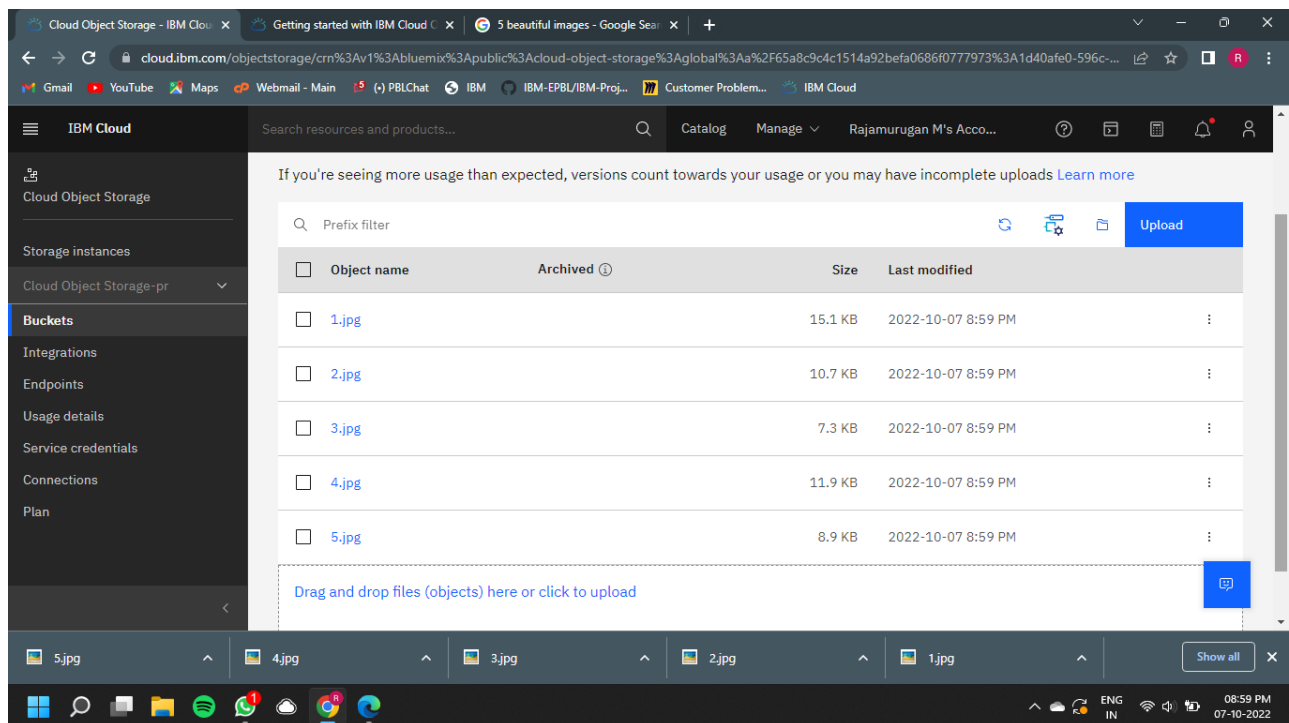 Cloud Object Storage - IBM Clou
Getting started with IBM Cloud O
5 beautiful images - Google Sear
cloud.ibm.com/objectstorage/crn%3Av1%3Abluemix%3Apublic%3Acloud-object-storage%3Aglobal%3Aa%2F65a8c9c4c1514a92befa0686f0777973%3A1d40afe0-596c-...
R
Gmail YouTube Maps Webmail - Main (•) PBLChat IBM IBM-EPBL/IBM-Proj... Customer Problem... IBM Cloud
IBM Cloud
Search resources and products...
Catalog
Manage
Rajamurugan M's Acco...
Cloud Object Storage
Storage instances
Cloud Object Storage-pr
Buckets
Integrations
Endpoints
Usage details
Service credentials
Connections
Plan
If you're seeing more usage than expected, versions count towards your usage or you may have incomplete uploads Learn more
Prefix filter
Upload
Object name Archived Size Last modified
1.jpg 15.1 KB 2022-10-07 8:59 PM
2.jpg 10.7 KB 2022-10-07 8:59 PM
3.jpg 7.3 KB 2022-10-07 8:59 PM
4.jpg 11.9 KB 2022-10-07 8:59 PM
5.jpg 8.9 KB 2022-10-07 8:59 PM
Drag and drop files (objects) here or click to upload
5.jpg 4.jpg 3.jpg 2.jpg 1.jpg Show all
1
R
ENG
IN
08:59 PM
07-10-2022